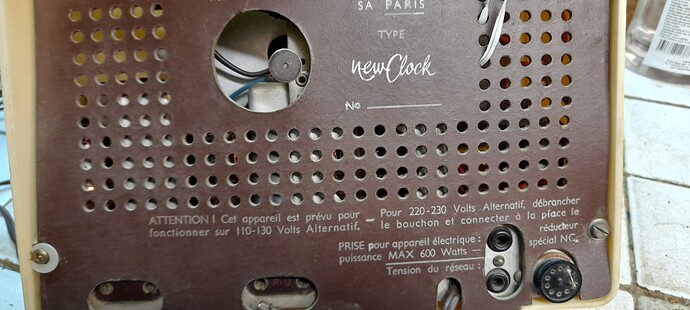 SA PARIS
TYPE
new Clock
No
ATTENTION ! Cet appareil est prévu pour
fonctionner sur 110-130 Volts Alternatif. —
Pour 220-230 Volts Alternatif, débrancher
le bouchon et connecter à la place le
réducteur
spécial NC.
PRISE pour appareil électrique :
puissance MAX 600 Watts —
Tension du réseau :